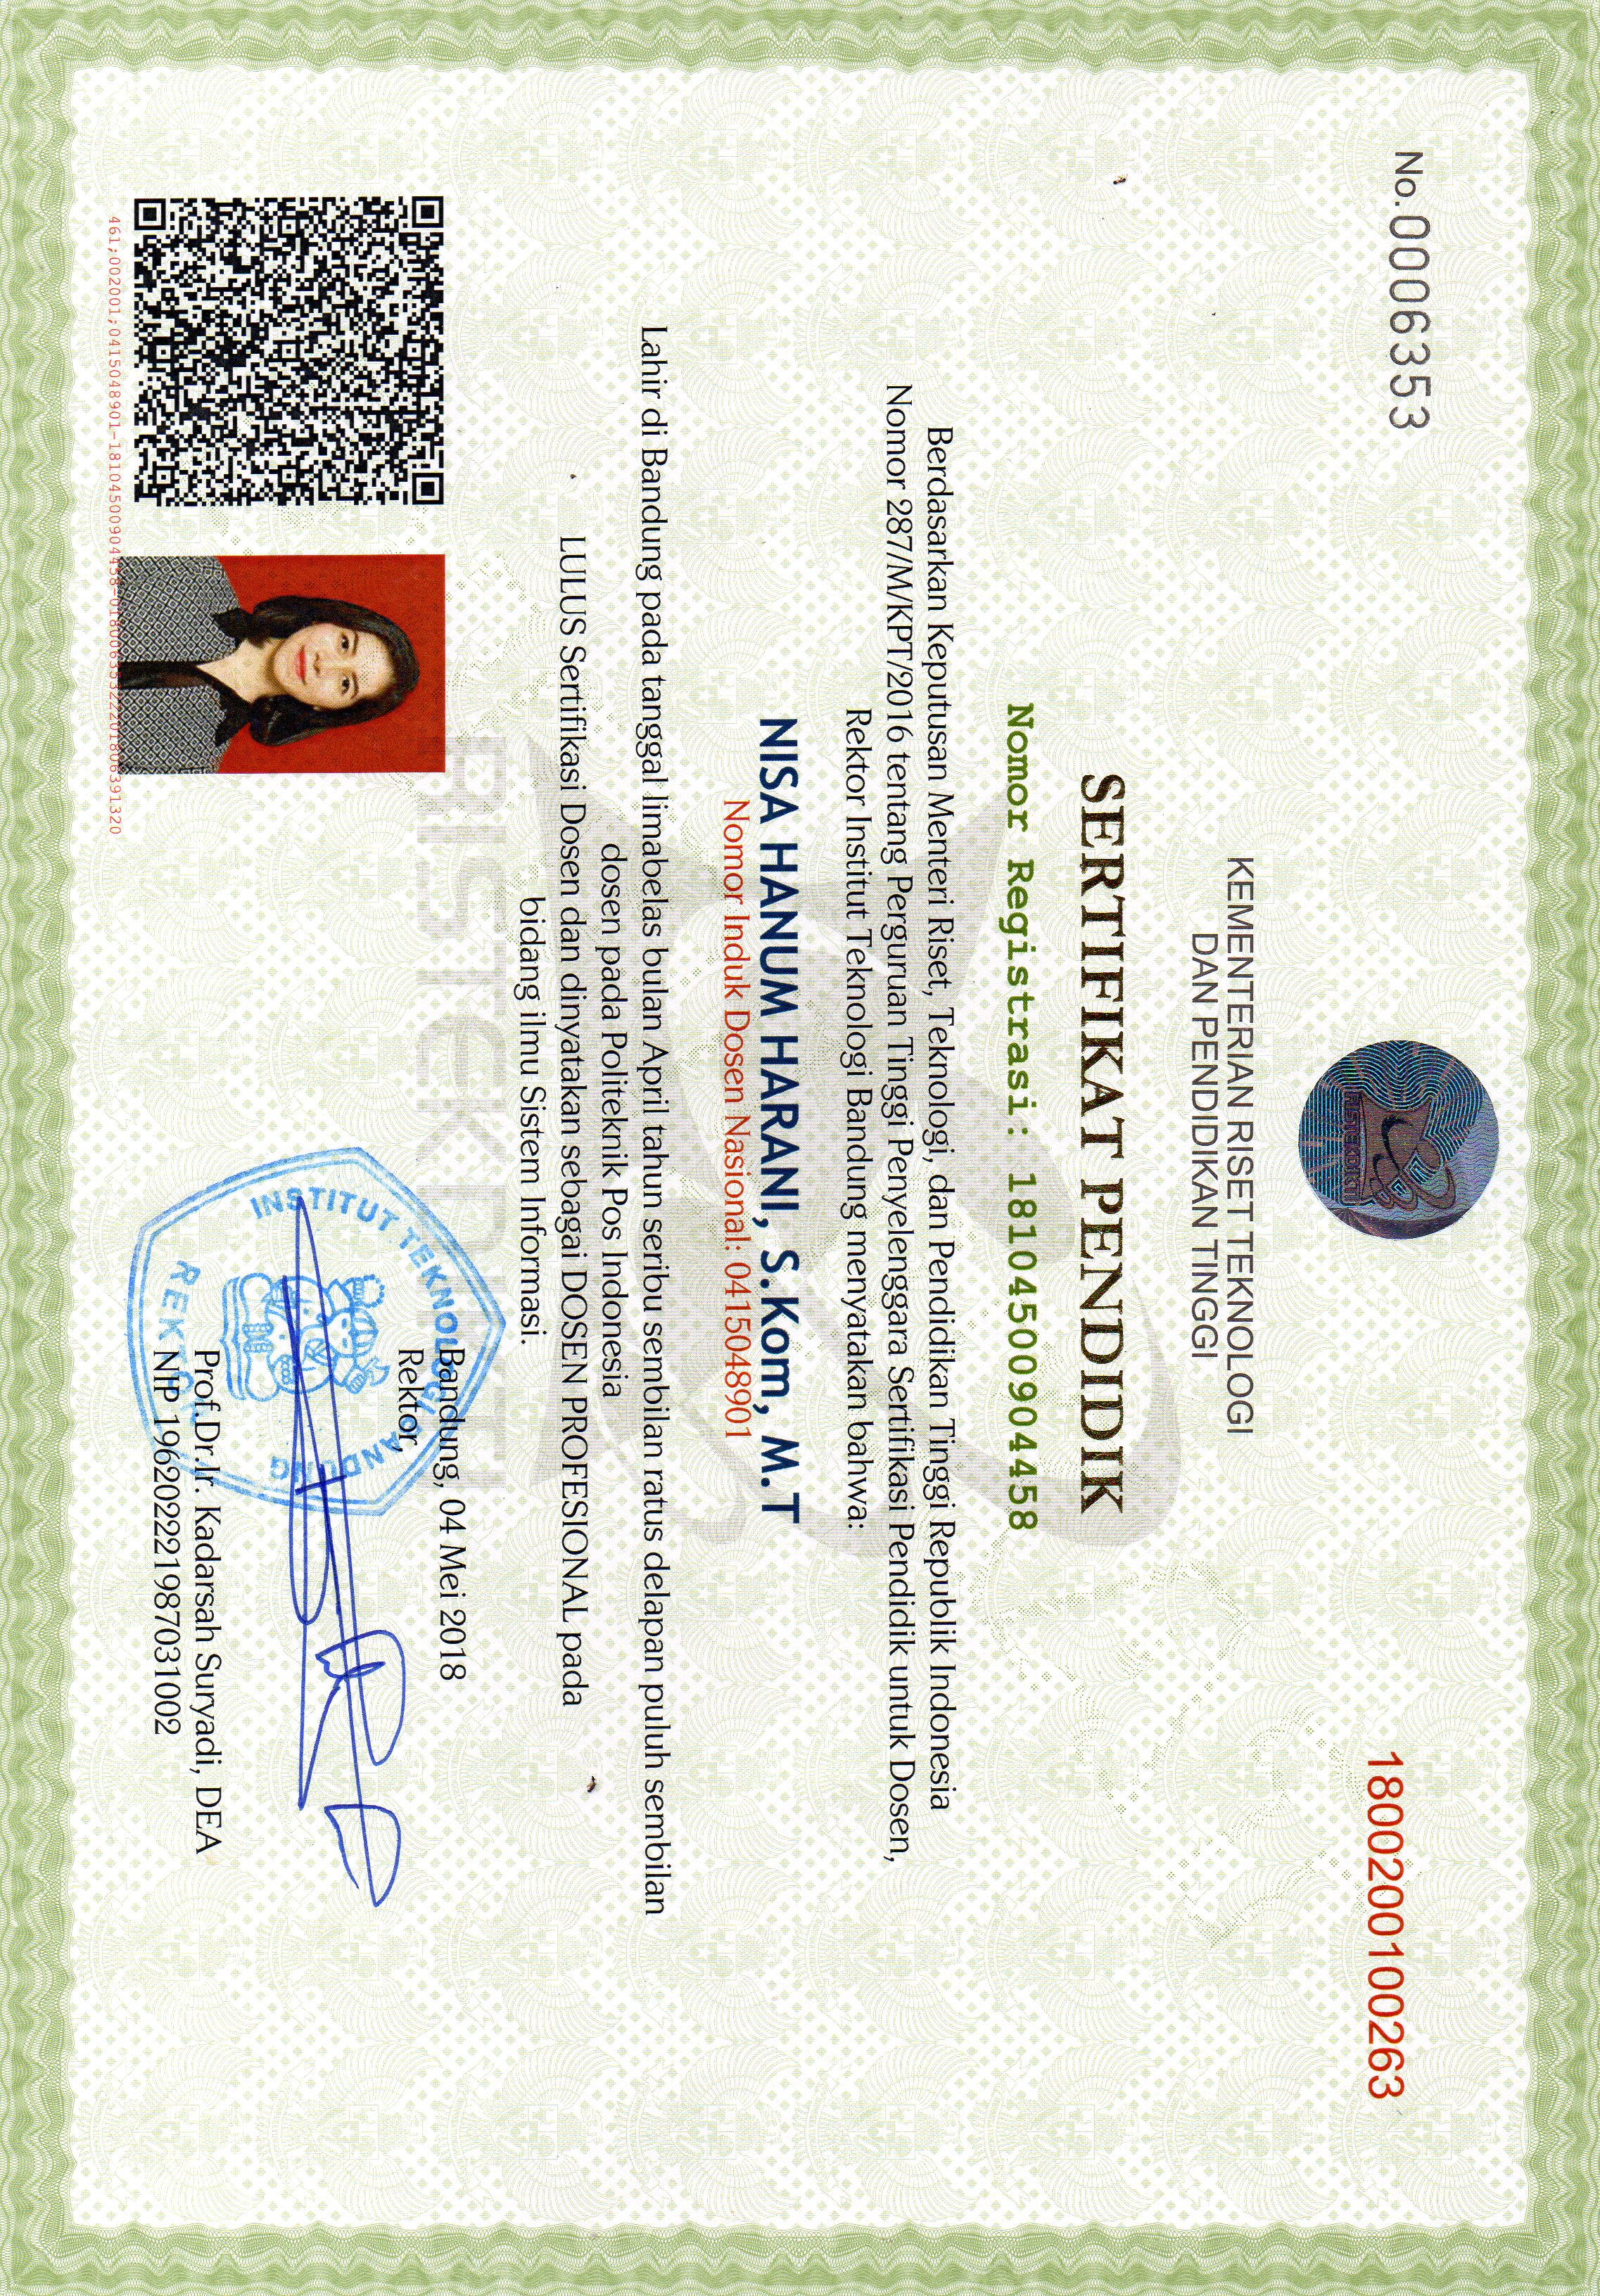 No. 0006353
RISTEKDIKTI
1800200100263
KEMENTERIAN RISET TEKNOLOGI
DAN PENDIDIKAN TINGGI
SERTIFIKAT PENDIDIK
Nomor Registrasi: 18104500904458
Berdasarkan Keputusan Menteri Riset, Teknologi, dan Pendidikan Tinggi Republik Indonesia
Nomor 287/M/KPT/2016 tentang Perguruan Tinggi Penyelenggara Sertifikasi Pendidik untuk Dosen,
Rektor Institut Teknologi Bandung menyatakan bahwa:
NISA HANUM HARANI, S.Kom, M.T
Nomor Induk Dosen Nasional: 0415048901
Lahir di Bandung pada tanggal limabelas bulan April tahun seribu sembilan ratus delapan puluh sembilan
dosen pada Politeknik Pos Indonesia
LULUS Sertifikasi Dosen dan dinyatakan sebagai DOSEN PROFESIONAL pada
bidang ilmu Sistem Informasi.
RISTEKDIKTI
Bandung, 04 Mei 2018
Rektor,
INSTITUT TEKNOLOGI BANDUNG
REKTOR
Prof.Dr.Ir. Kadarsah Suryadi, DEA
NIP 196202221987031002
461;002001;0415048901-18104500904458-0180063532220180639​1320